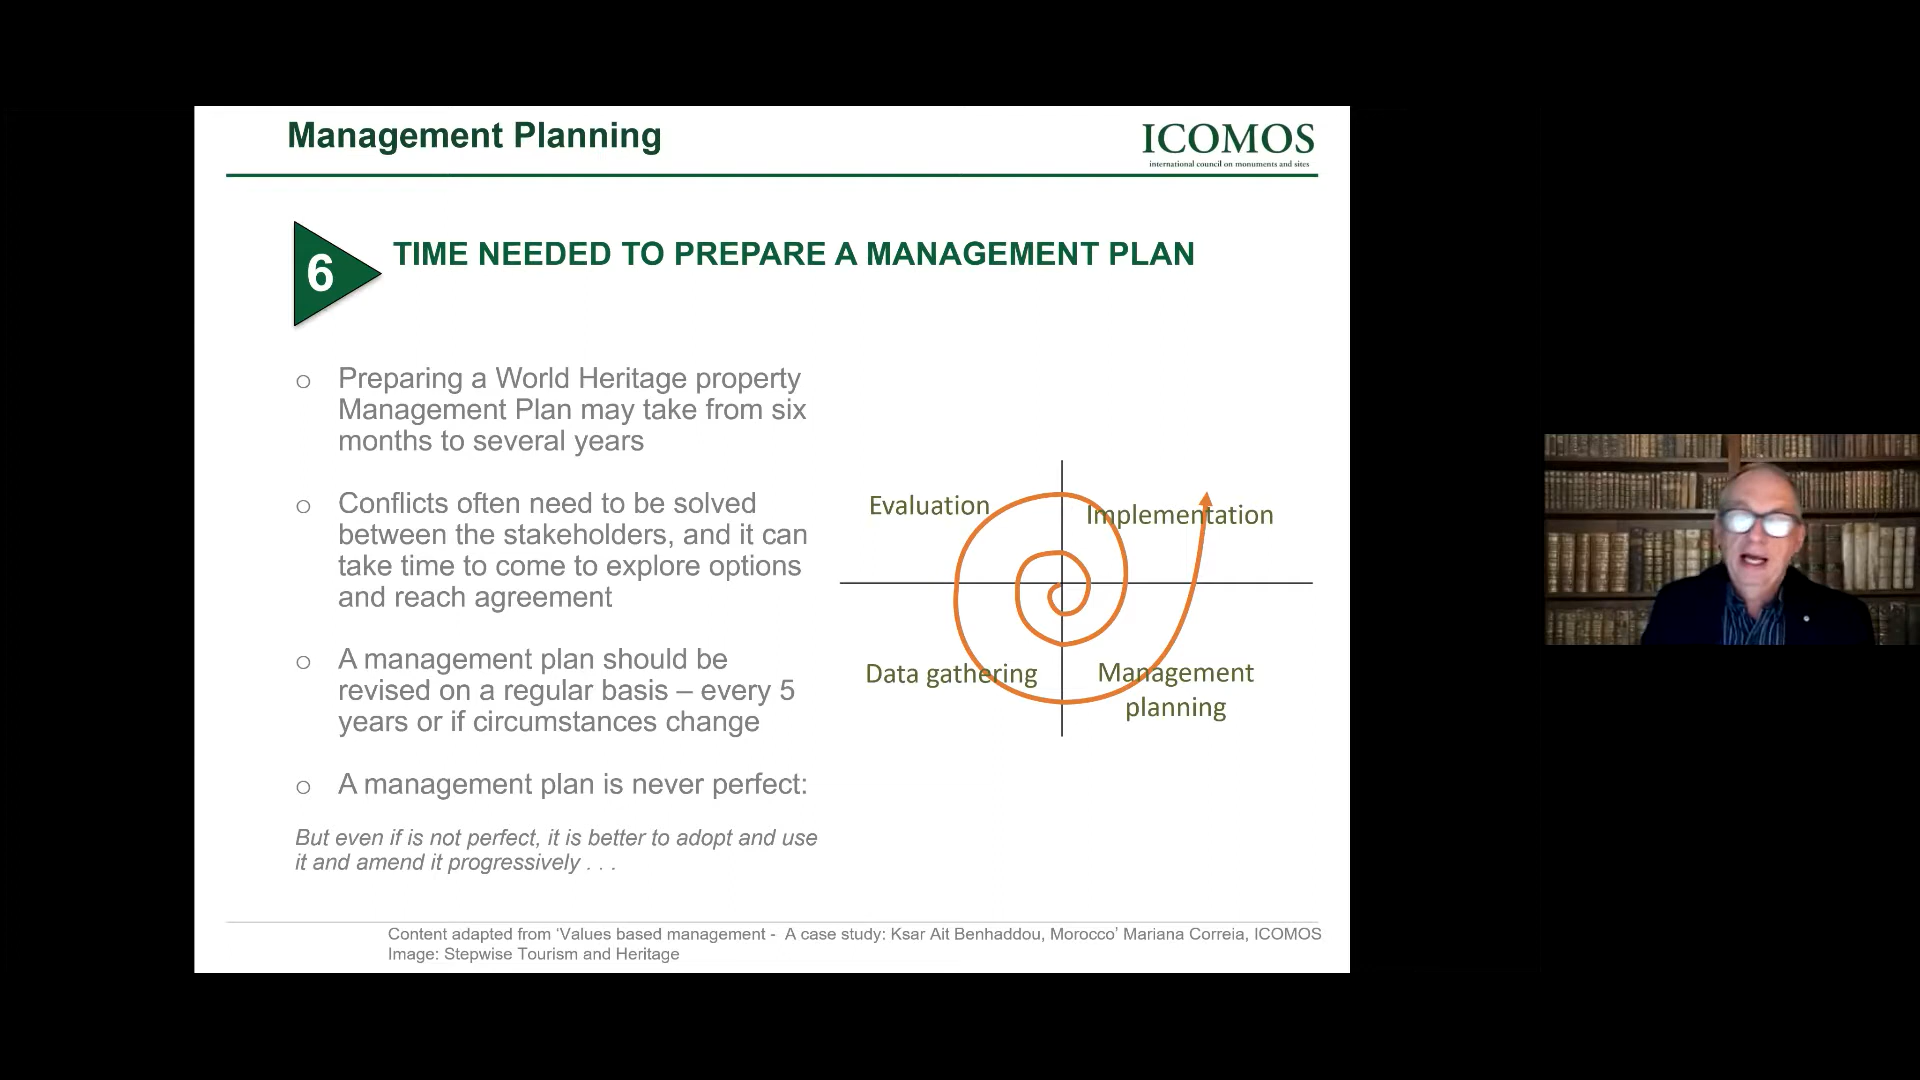 Management Planning
ICOMOS
international council on monuments and sites
6
TIME NEEDED TO PREPARE A MANAGEMENT PLAN
o Preparing a World Heritage property
Management Plan may take from six
months to several years
o Conflicts often need to be solved
between the stakeholders, and it can
take time to come to explore options
and reach agreement
o A management plan should be
revised on a regular basis – every 5
years or if circumstances change
o A management plan is never perfect:
But even if is not perfect, it is better to adopt and use
it and amend it progressively . . .
Evaluation
Implementation
Data gathering
Management
planning
Content adapted from ‘Values based management - A case study: Ksar Ait Benhaddou, Morocco’ Mariana Correia, ICOMOS
Image: Stepwise Tourism and Heritage